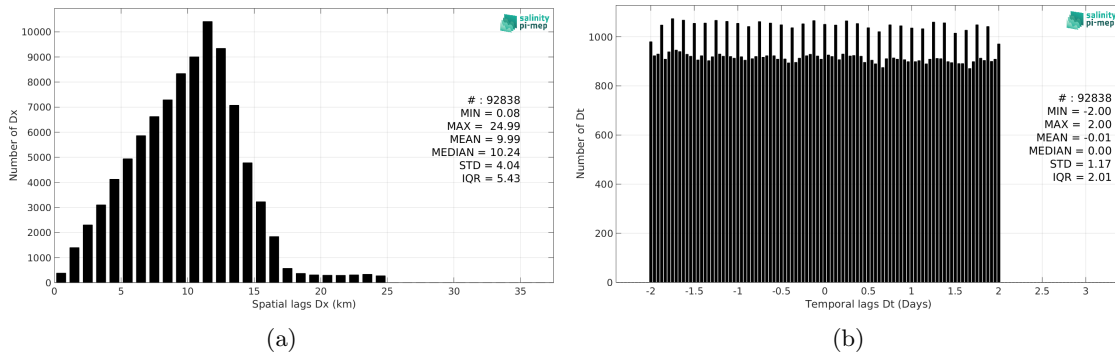 salinity
pi-mep
10000
9000
8000
7000
6000
5000
4000
3000
2000
1000
0
Number of Dx
# : 92838
MIN = 0.08
MAX = 24.99
MEAN = 9.99
MEDIAN = 10.24
STD = 4.04
IQR = 5.43
0 5 10 15 20 25 30 35
Spatial lags Dx (km)
(a)
salinity
pi-mep
1000
800
600
400
200
0
Number of Dt
# : 92838
MIN = -2.00
MAX = 2.00
MEAN = -0.01
MEDIAN = 0.00
STD = 1.17
IQR = 2.01
-2 -1.5 -1 -0.5 0 0.5 1 1.5 2 2.5 3
Temporal lags Dt (Days)
(b)